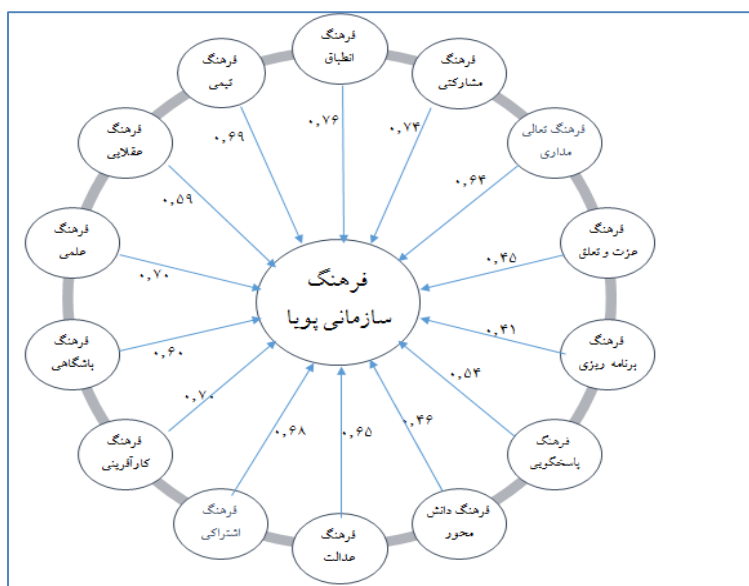 فرهنگ
انطباق
۰,۷۶
فرهنگ
مشارکتی
۰,۷۴
فرهنگ تعالی
مداری
۰,۶۴
فرهنگ
عزت و تعلق
۰,۴۵
فرهنگ
برنامه ریزی
۰,۴۱
فرهنگ
پاسخگویی
۰,۵۴
فرهنگ دانش
محور
۰,۴۶
فرهنگ
عدالت
۰,۶۵
فرهنگ
اشتراکی
۰,۶۸
فرهنگ
کارآفرینی
۰,۷۰
فرهنگ
باشگاهی
۰,۶۰
فرهنگ
علمی
۰,۷۰
فرهنگ
عقلایی
۰,۵۹
فرهنگ
تیمی
۰,۶۹
فرهنگ
سازمانی پویا